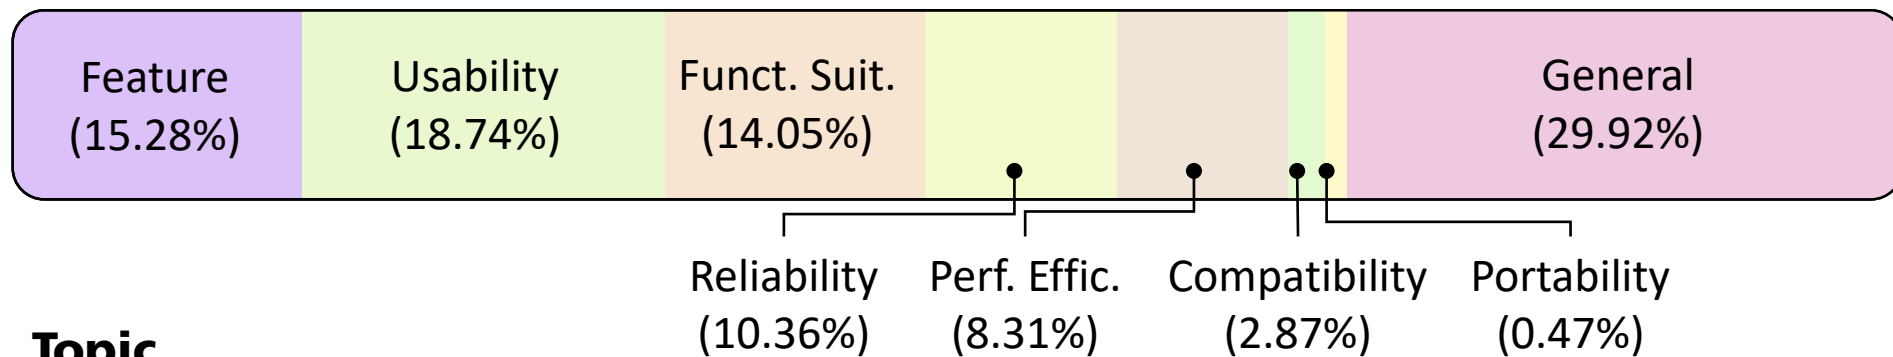 Feature
(15.28%)
Usability
(18.74%)
Funct. Suit.
(14.05%)
General
(29.92%)
Reliability
(10.36%)
Perf. Effic.
(8.31%)
Compatibility
(2.87%)
Portability
(0.47%)
Topic